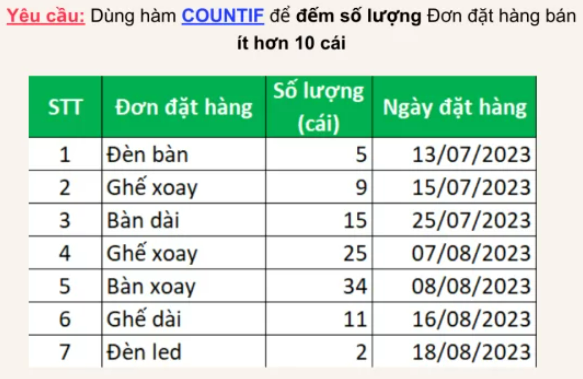 Yêu cầu: Dùng hàm COUNTIF để đếm số lượng Đơn đặt hàng bán
ít hơn 10 cái
STT Đơn đặt hàng Số lượng (cái) Ngày đặt hàng
1 Đèn bàn 5 13/07/2023
2 Ghế xoay 9 15/07/2023
3 Bàn dài 15 25/07/2023
4 Ghế xoay 25 07/08/2023
5 Bàn xoay 34 08/08/2023
6 Ghế dài 11 16/08/2023
7 Đèn led 2 18/08/2023